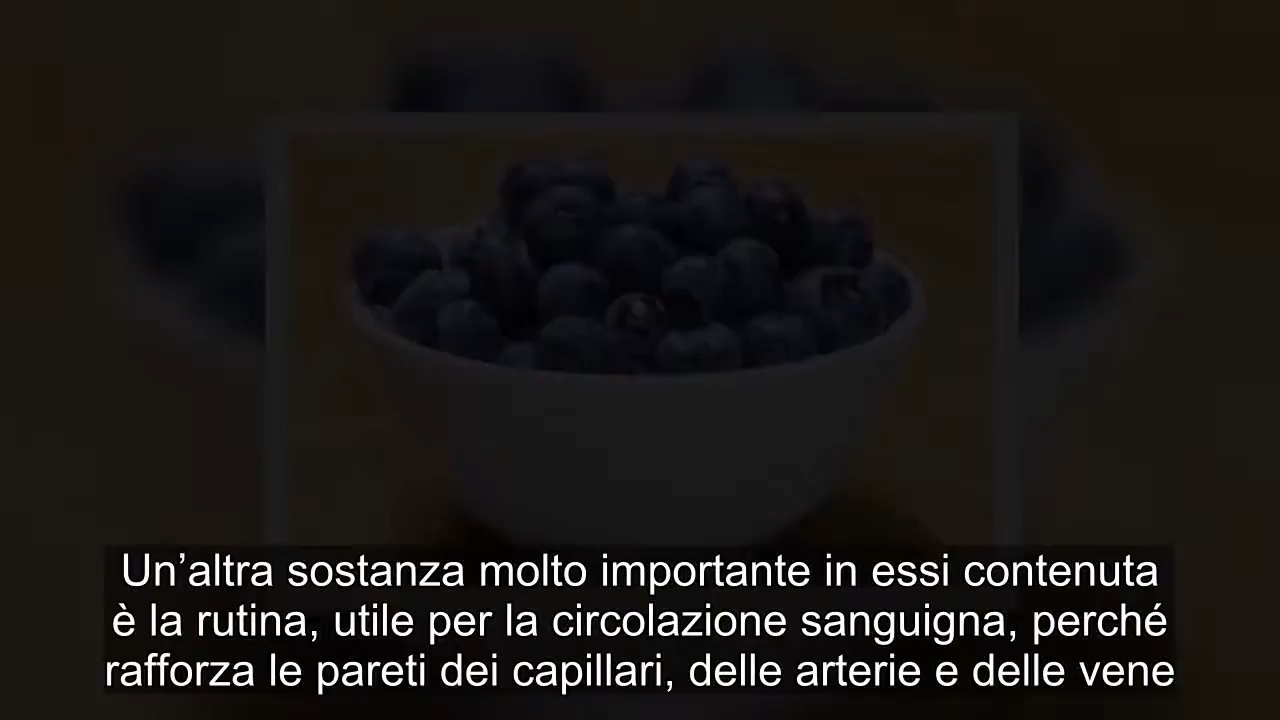 Un’altra sostanza molto importante in essi contenuta
è la rutina, utile per la circolazione sanguigna, perché
rafforza le pareti dei capillari, delle arterie e delle vene